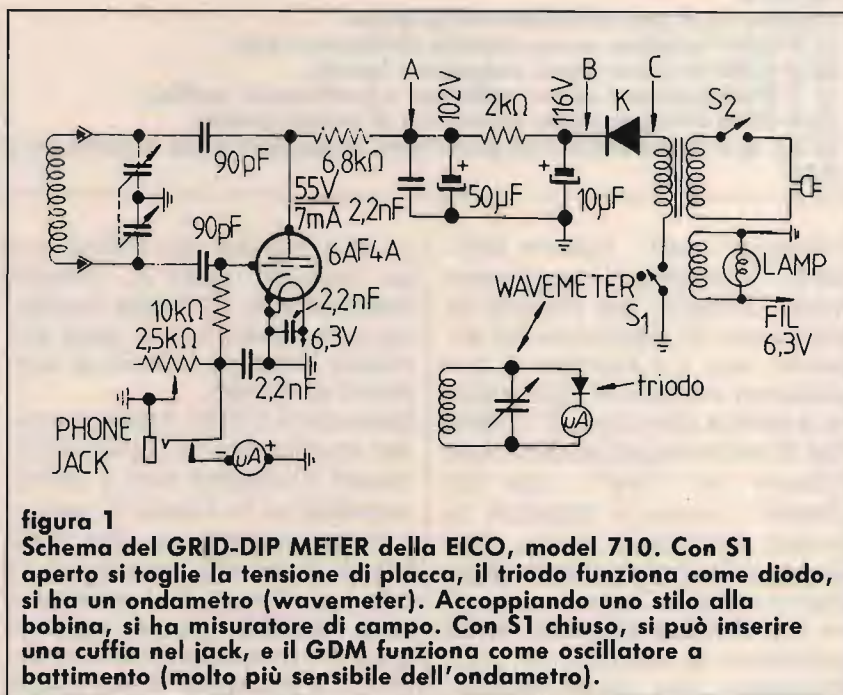 A
102V
2kΩ
116V
B
K
C
S2
90pF
6,8kΩ
55V
7mA
2,2nF
50µF
10µF
90pF
6AF4A
LAMP
10kΩ
2,2nF
WAVEMETER
S1
FIL
6,3V
2,5kΩ
6,3V
2,2nF
triodo
PHONE
JACK
- µA +
µA
figura 1
Schema del GRID-DIP METER della EICO, model 710. Con S1
aperto si toglie la tensione di placca, il triodo funziona come diodo,
si ha un ondametro (wavemeter). Accoppiando uno stilo alla
bobina, si ha misuratore di campo. Con S1 chiuso, si può inserire
una cuffia nel jack, e il GDM funziona come oscillatore a
battimento (molto più sensibile dell'ondametro).